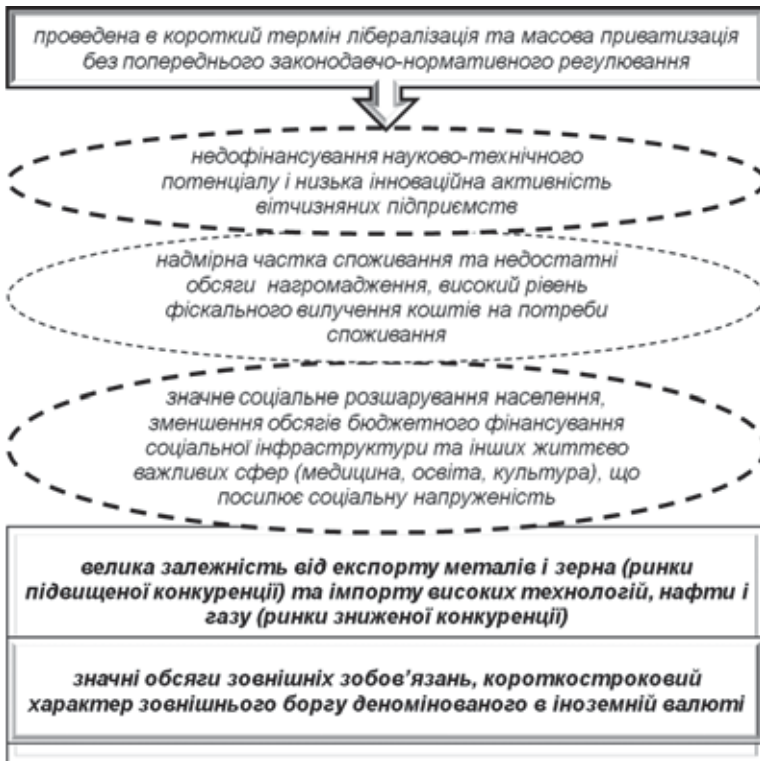 проведена в короткий термін лібералізація та масова приватизація
без попереднього законодавчо-нормативного регулювання
недофінансування науково-технічного
потенціалу і низька інноваційна активність
вітчизняних підприємств
надмірна частка споживання та недостатні
обсяги нагромадження, високий рівень
фіскального вилучення коштів на потреби
споживання
значне соціальне розшарування населення,
зменшення обсягів бюджетного фінансування
соціальної інфраструктури та інших життєво
важливих сфер (медицина, освіта, культура), що
посилює соціальну напруженість
велика залежність від експорту металів і зерна (ринки
підвищеної конкуренції) та імпорту високих технологій, нафти і
газу (ринки зниженої конкуренції)
значні обсяги зовнішніх зобов’язань, короткостроковий
характер зовнішнього боргу деномінованого в іноземній валюті